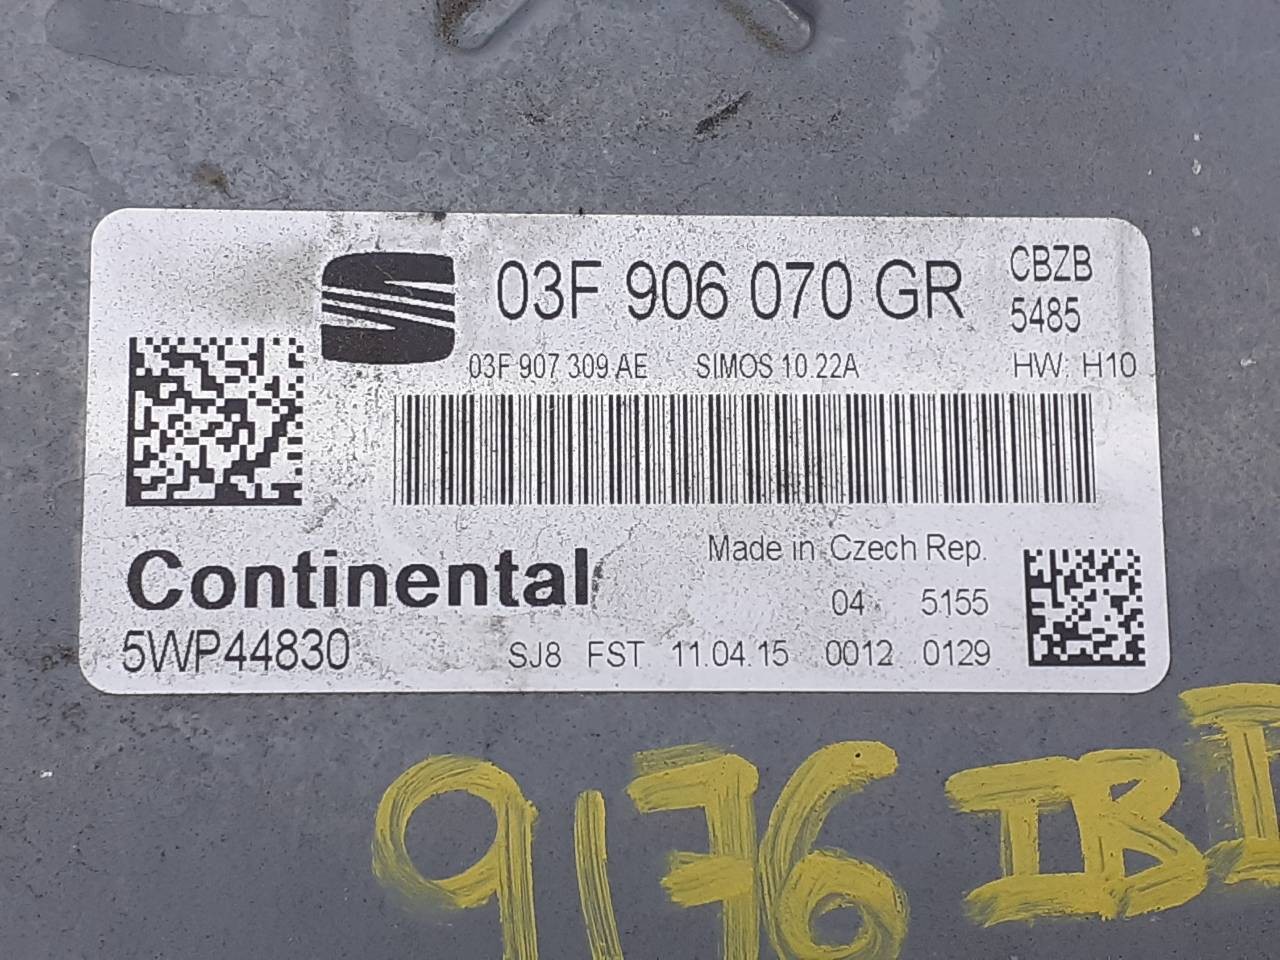 03F 906 070 GR
CBZB
5485
03F 907 309 AE SIMOS 10.22A HW: H10
Continental
Made in Czech Rep.
04 5155
5WP44830
SJ8 FST 11.04.15 0012 0129
9176 IBI